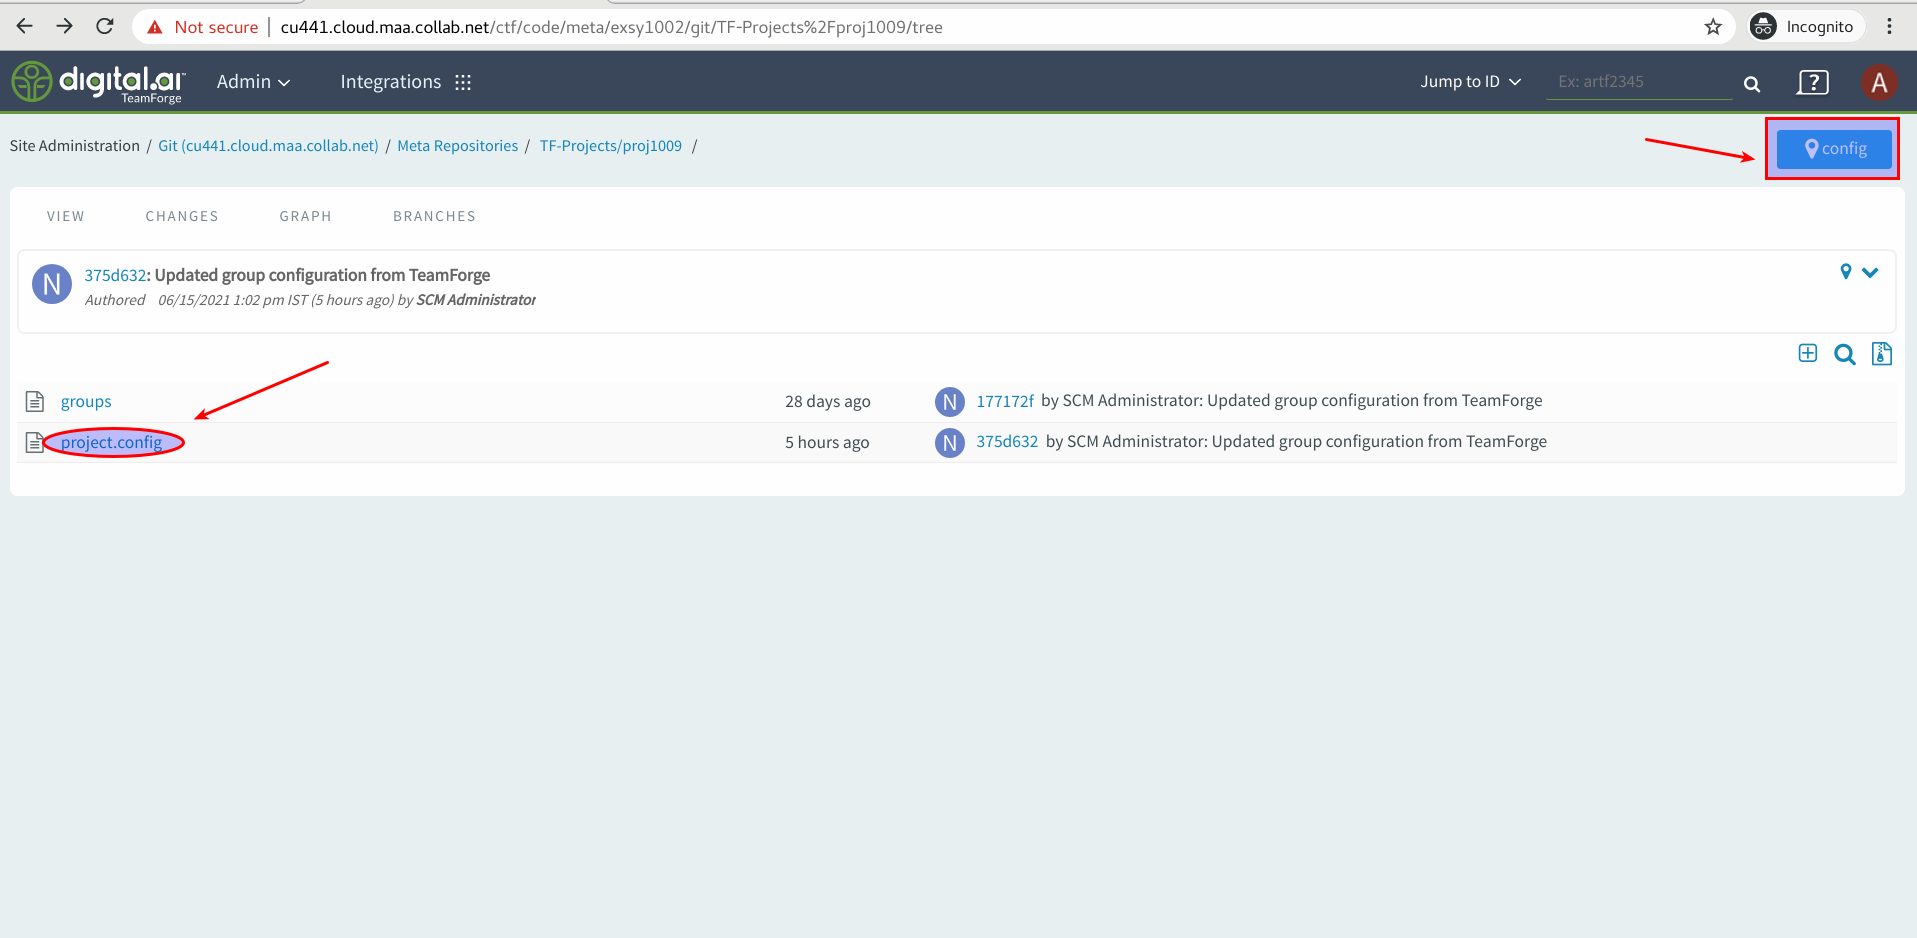 Not secure | cu441.cloud.maa.collab.net/ctf/code/meta/exsy1002/git/TF-Projects%2Fproj1009/tree Incognito
digital.ai TeamForge Admin Integrations Jump to ID Ex: artf2345 ? A
Site Administration / Git (cu441.cloud.maa.collab.net) / Meta Repositories / TF-Projects/proj1009 / config
VIEW CHANGES GRAPH BRANCHES
N 375d632: Updated group configuration from TeamForge
Authored 06/15/2021 1:02 pm IST (5 hours ago) by SCM Administrator
groups 28 days ago N 177172f by SCM Administrator: Updated group configuration from TeamForge
project.config 5 hours ago N 375d632 by SCM Administrator: Updated group configuration from TeamForge